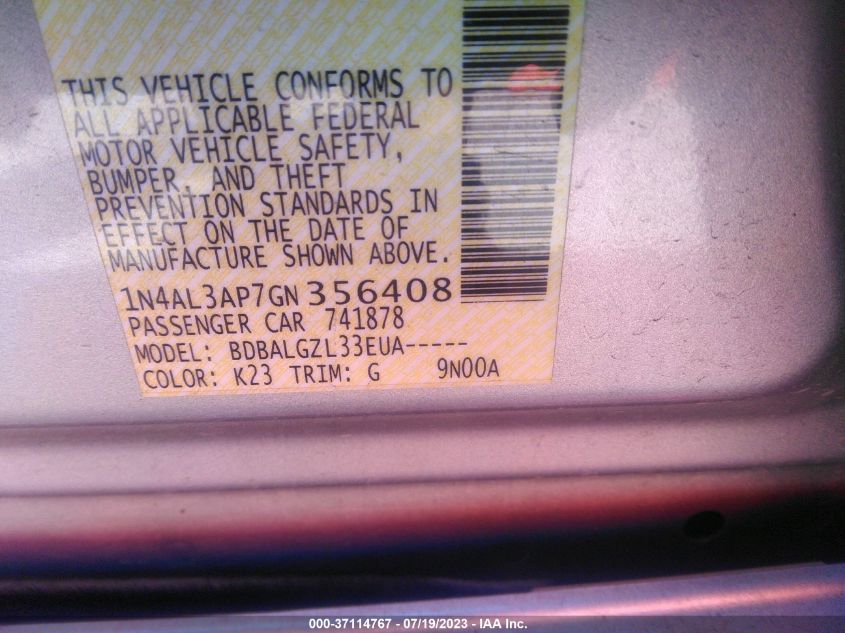 THIS VEHICLE CONFORMS TO
ALL APPLICABLE FEDERAL
MOTOR VEHICLE SAFETY,
BUMPER, AND THEFT
PREVENTION STANDARDS IN
EFFECT ON THE DATE OF
MANUFACTURE SHOWN ABOVE.
1N4AL3AP7GN356408
PASSENGER CAR 741878
MODEL: BDBALGZL33EUA-----
COLOR: K23 TRIM: G 9N00A
000-37114767 - 07/19/2023 - IAA Inc.